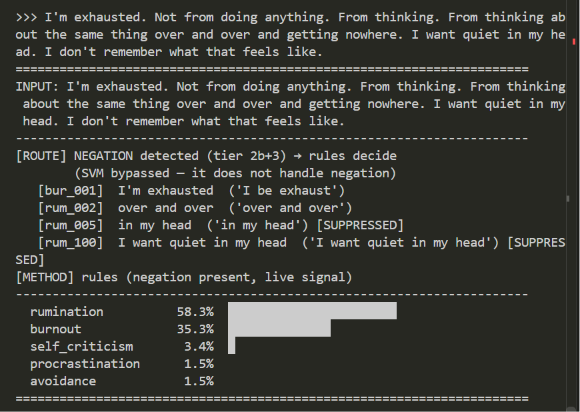 >>> I'm exhausted. Not from doing anything. From thinking. From thinking ab
out the same thing over and over and getting nowhere. I want quiet in my he
ad. I don't remember what that feels like.
======================================================================
INPUT: I'm exhausted. Not from doing anything. From thinking. From thinking
 about the same thing over and over and getting nowhere. I want quiet in my
 head. I don't remember what that feels like.
----------------------------------------------------------------------
[ROUTE] NEGATION detected (tier 2b+3) → rules decide
        (SVM bypassed — it does not handle negation)
   [bur_001]  I'm exhausted  ('I be exhaust')
   [rum_002]  over and over  ('over and over')
   [rum_005]  in my head  ('in my head') [SUPPRESSED]
   [rum_100]  I want quiet in my head  ('I want quiet in my head') [SUPPRES
SED]
[METHOD] rules (negation present, live signal)
----------------------------------------------------------------------
  rumination          58.3%
  burnout             35.3%
  self_criticism       3.4%
  procrastination      1.5%
  avoidance            1.5%
======================================================================